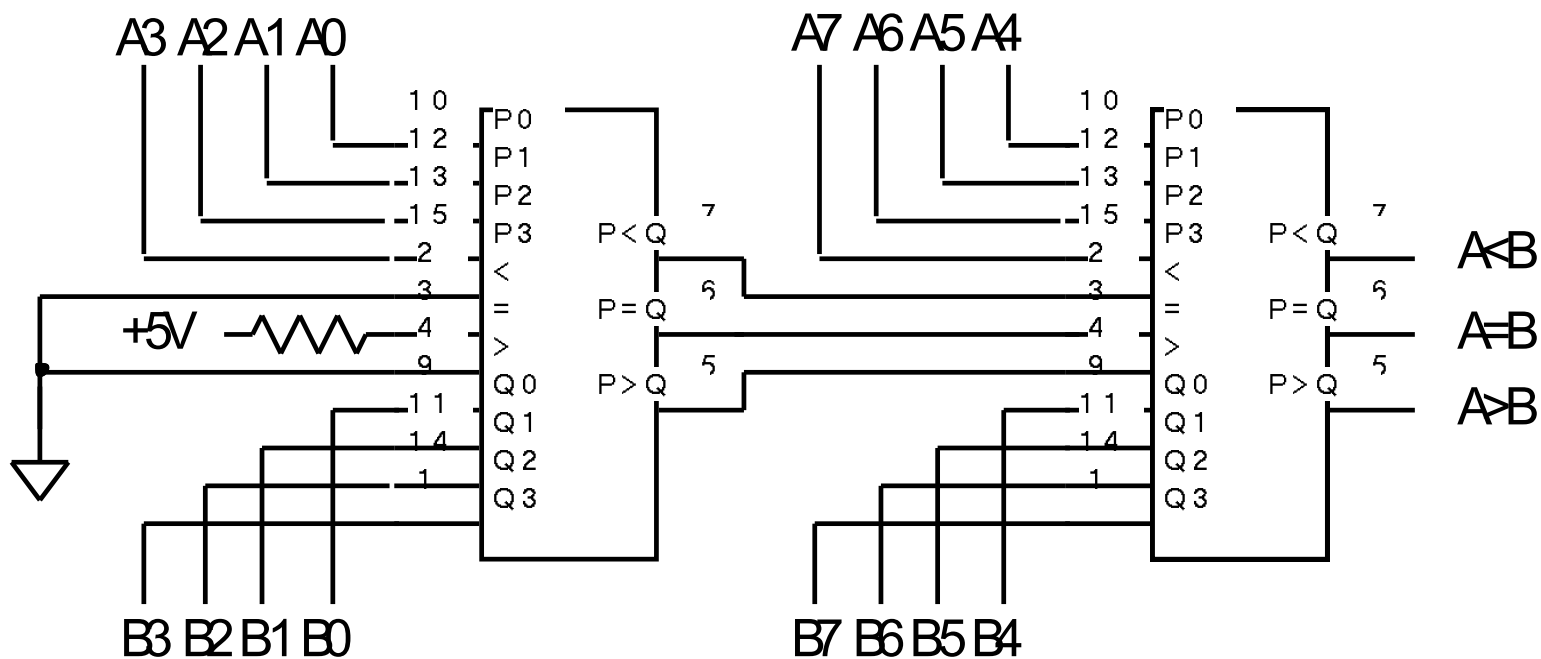 A3 A2 A1 A0
A7 A6 A5 A4
10
P0
12
P1
13
P2
15
P3
2
<
3
=
+5V
4
>
9
Q0
11
Q1
14
Q2
1
Q3
7
P<Q
6
P=Q
5
P>Q
10
P0
12
P1
13
P2
15
P3
2
<
3
=
4
>
9
Q0
11
Q1
14
Q2
1
Q3
7
P<Q
6
P=Q
5
P>Q
A<B
A=B
A>B
B3 B2 B1 B0
B7 B6 B5 B4